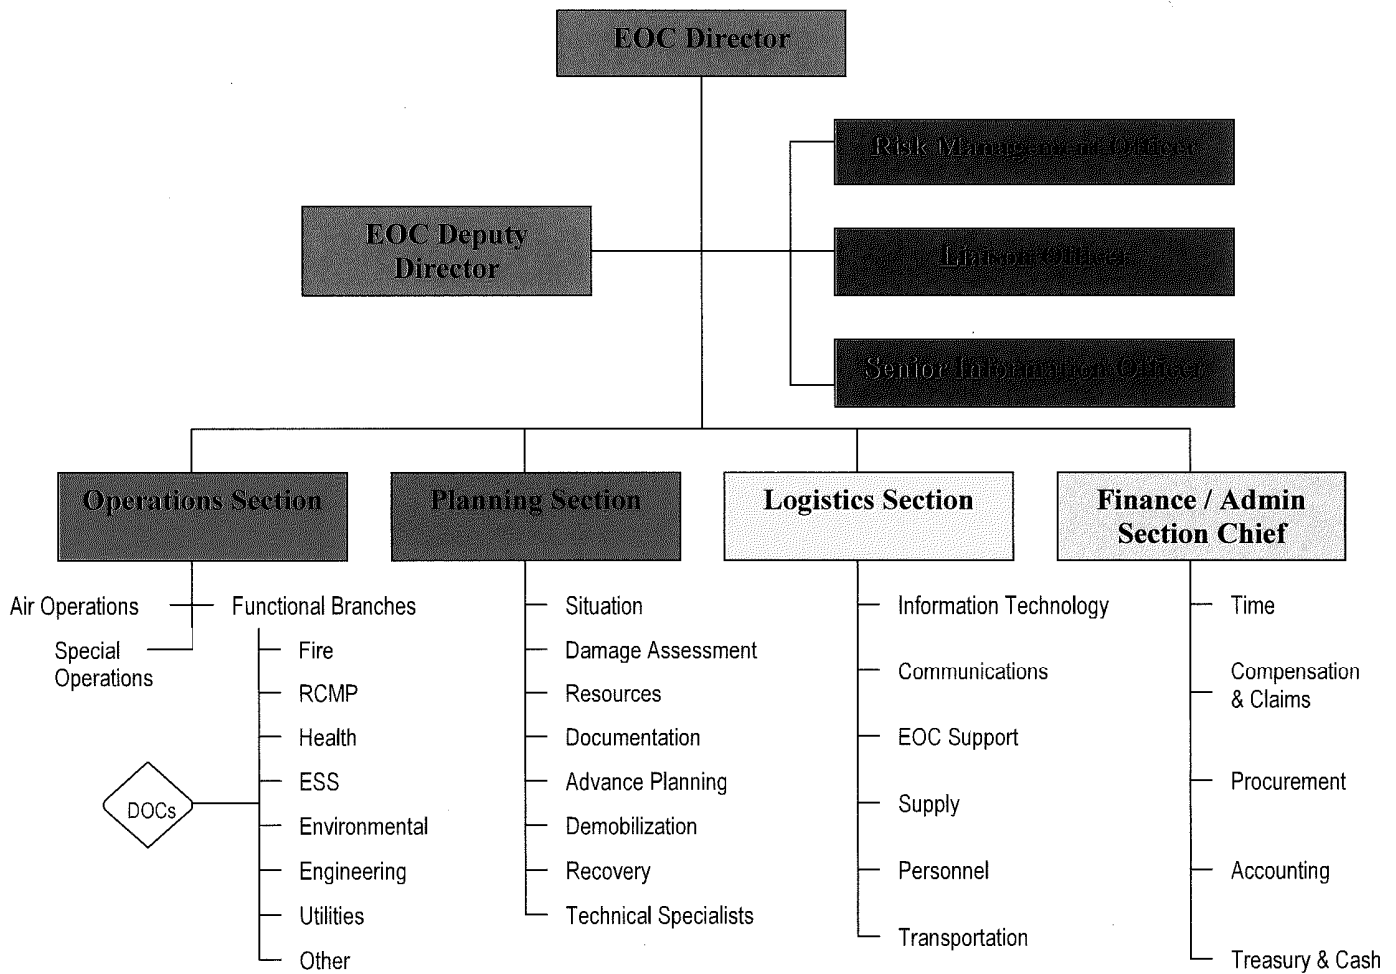 EOC Director
Risk Management Officer
EOC Deputy
Director
Liaison Officer
Senior Information Officer
Operations Section
Planning Section
Logistics Section
Finance / Admin
Section Chief
Air Operations
Functional Branches
Special
Operations
Fire
RCMP
Health
ESS
Environmental
Engineering
Utilities
Other
DOCs
Situation
Damage Assessment
Resources
Documentation
Advance Planning
Demobilization
Recovery
Technical Specialists
Information Technology
Communications
EOC Support
Supply
Personnel
Transportation
Time
Compensation
& Claims
Procurement
Accounting
Treasury & Cash